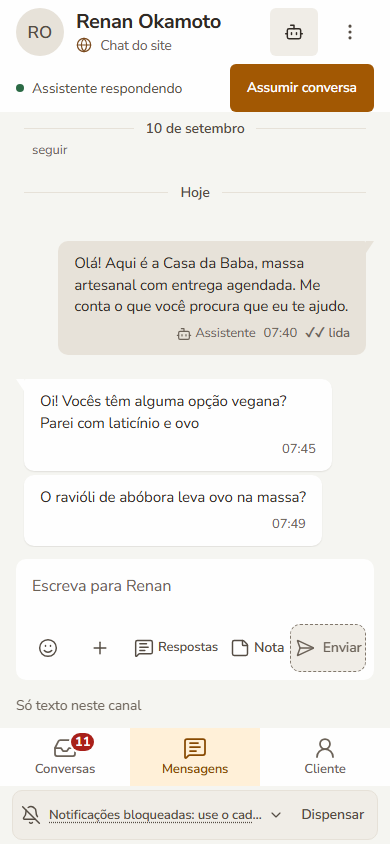 RO
Renan Okamoto
Chat do site
Assistente respondendo
Assumir conversa
10 de setembro
seguir
Hoje
Olá! Aqui é a Casa da Baba, massa
artesanal com entrega agendada. Me
conta o que você procura que eu te ajudo.
Assistente 07:40 lida
Oi! Vocês têm alguma opção vegana?
Parei com laticínio e ovo
07:45
O ravióli de abóbora leva ovo na massa?
07:49
Escreva para Renan
Respostas Nota Enviar
Só texto neste canal
11
Conversas Mensagens Cliente
Notificações bloqueadas: use o cad... Dispensar